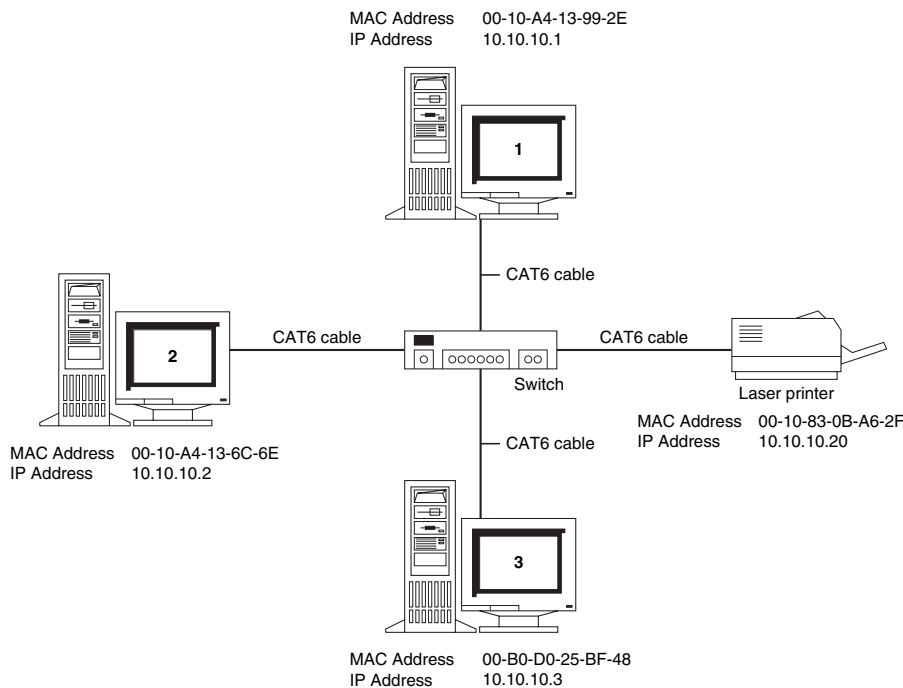 MAC Address 00-10-A4-13-99-2E
IP Address 10.10.10.1
1
CAT6 cable
2
CAT6 cable
CAT6 cable
Switch
Laser printer
MAC Address 00-10-83-0B-A6-2F
IP Address 10.10.10.20
MAC Address 00-10-A4-13-6C-6E
IP Address 10.10.10.2
CAT6 cable
3
MAC Address 00-B0-D0-25-BF-48
IP Address 10.10.10.3